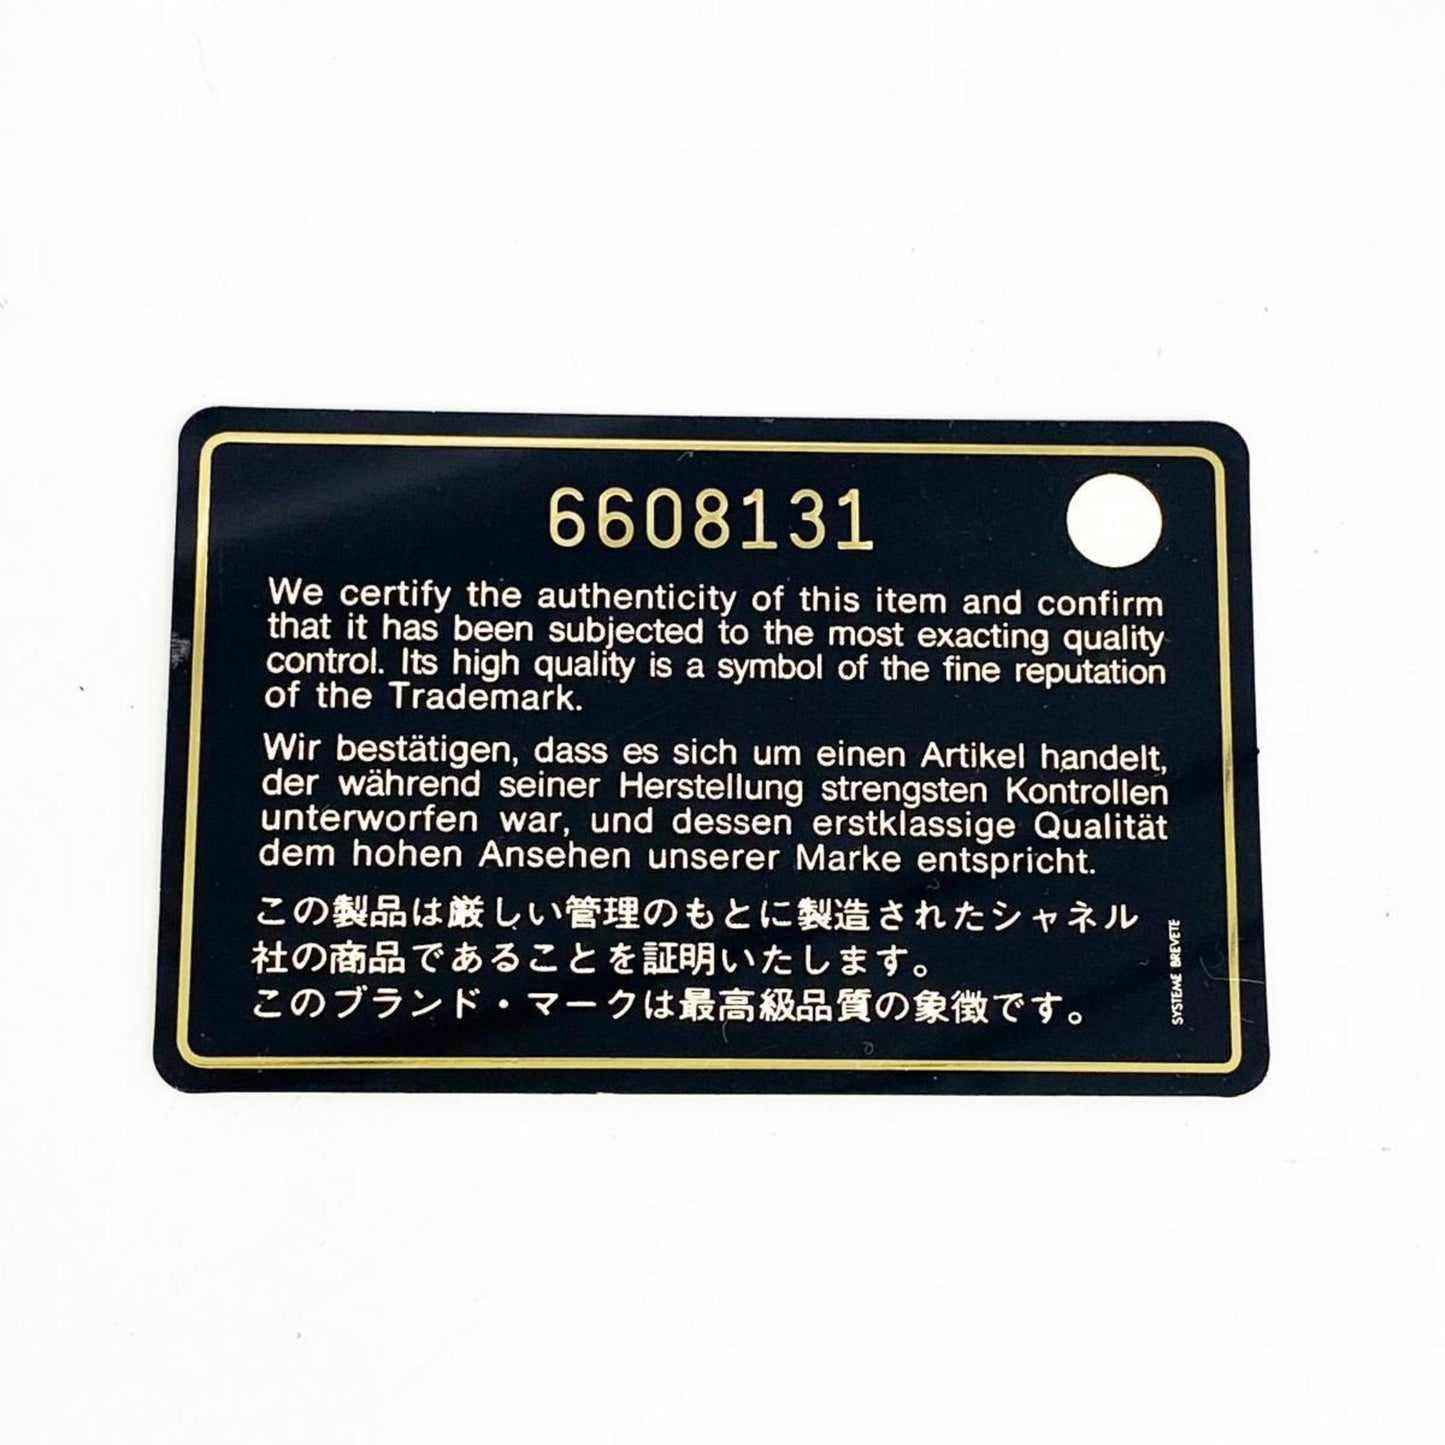 6608131
We certify the authenticity of this item and confirm
that it has been subjected to the most exacting quality
control. Its high quality is a symbol of the fine reputation
of the Trademark.
Wir bestätigen, dass es sich um einen Artikel handelt,
der während seiner Herstellung strengsten Kontrollen
unterworfen war, und dessen erstklassige Qualität
dem hohen Ansehen unserer Marke entspricht.
この製品は厳しい管理のもとに製造されたシャネル
社の商品であることを証明いたします。
このブランド・マークは最高級品質の象徴です。
SYSTEME BREVETE